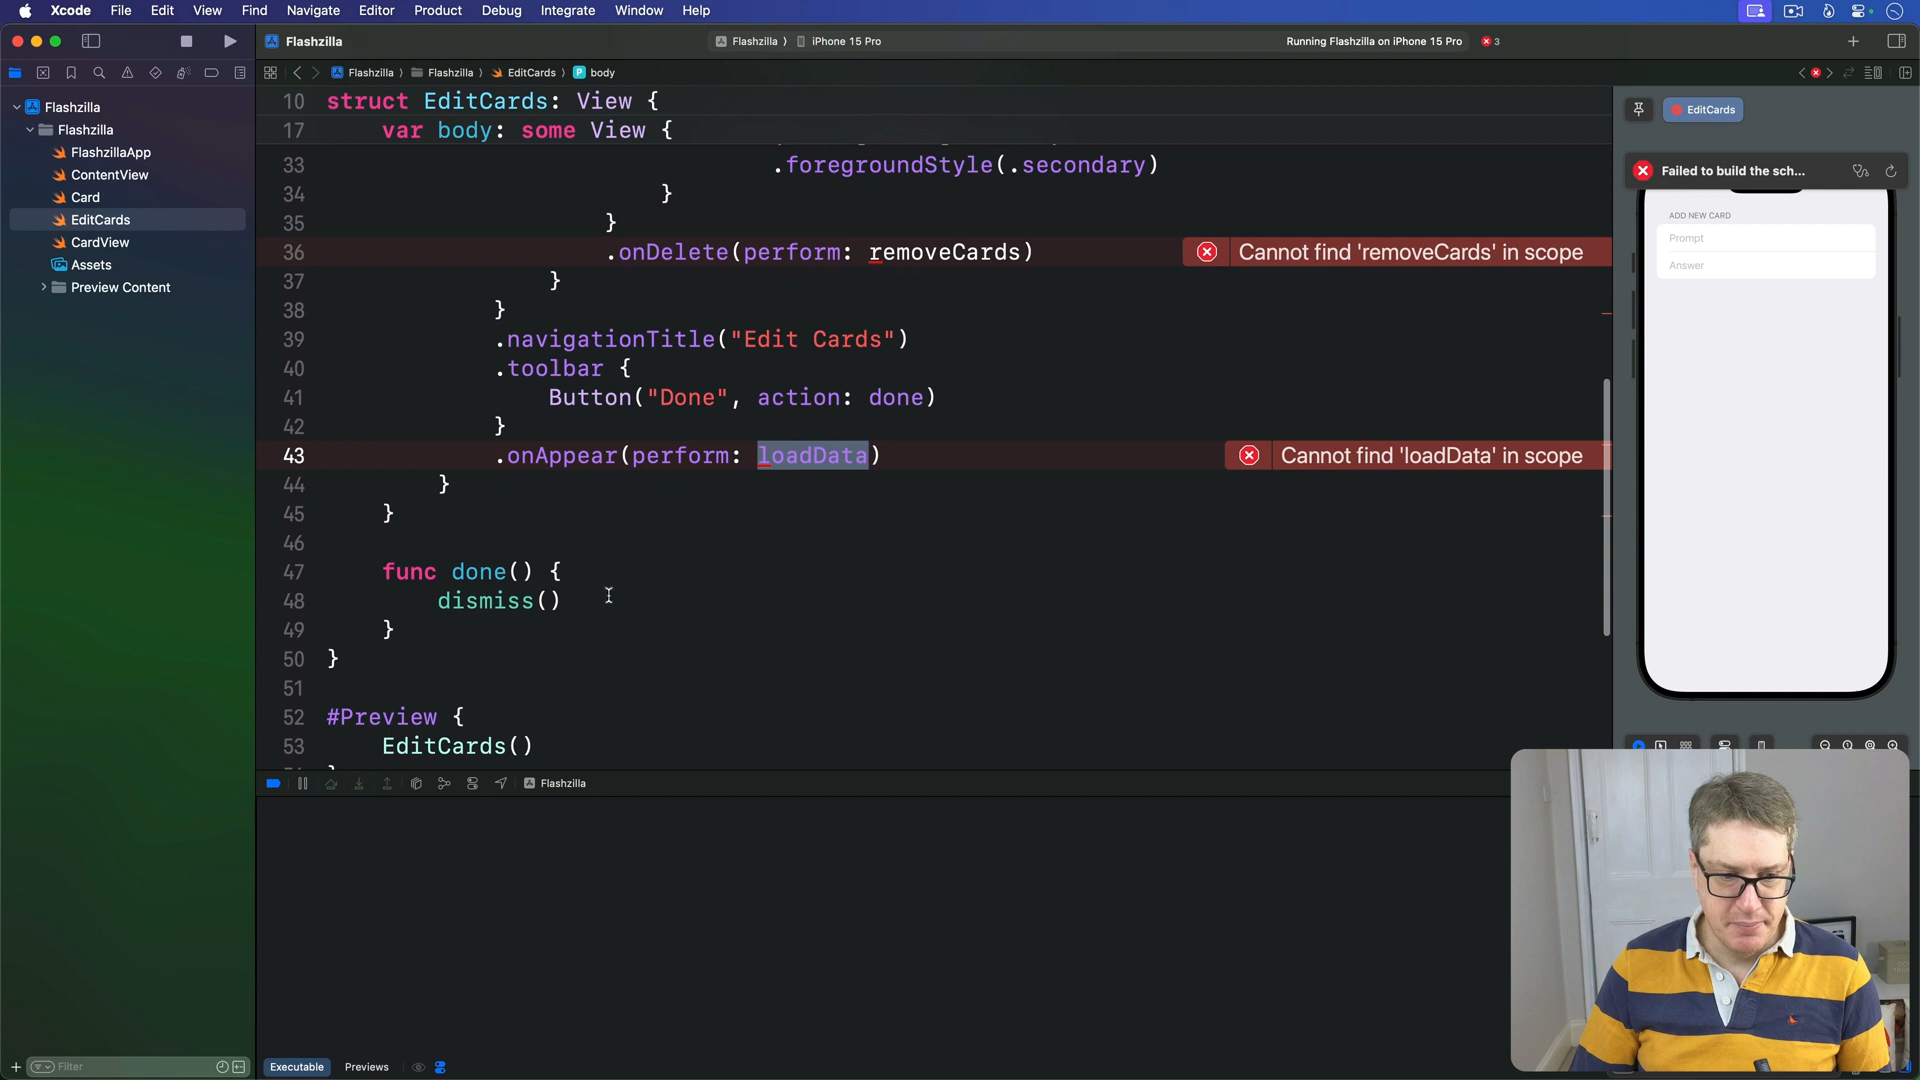 Xcode File Edit View Find Navigate Editor Product Debug Integrate Window Help
Flashzilla
Flashzilla
iPhone 15 Pro
Running Flashzilla on iPhone 15 Pro
3
Flashzilla
Flashzilla
EditCards
body
Flashzilla
Flashzilla
FlashzillaApp
ContentView
Card
EditCards
CardView
Assets
Preview Content
10 struct EditCards: View {
17 var body: some View {
33 .foregroundStyle(.secondary)
34 }
35 }
36 .onDelete(perform: removeCards)
Cannot find 'removeCards' in scope
37 }
38 }
39 .navigationTitle("Edit Cards")
40 .toolbar {
41 Button("Done", action: done)
42 }
43 .onAppear(perform: loadData)
Cannot find 'loadData' in scope
44 }
45 }
46
47 func done() {
48 dismiss()
49 }
50 }
51
52 #Preview {
53 EditCards()
EditCards
Failed to build the sch...
ADD NEW CARD
Prompt
Answer
Flashzilla
Filter
Executable
Previews